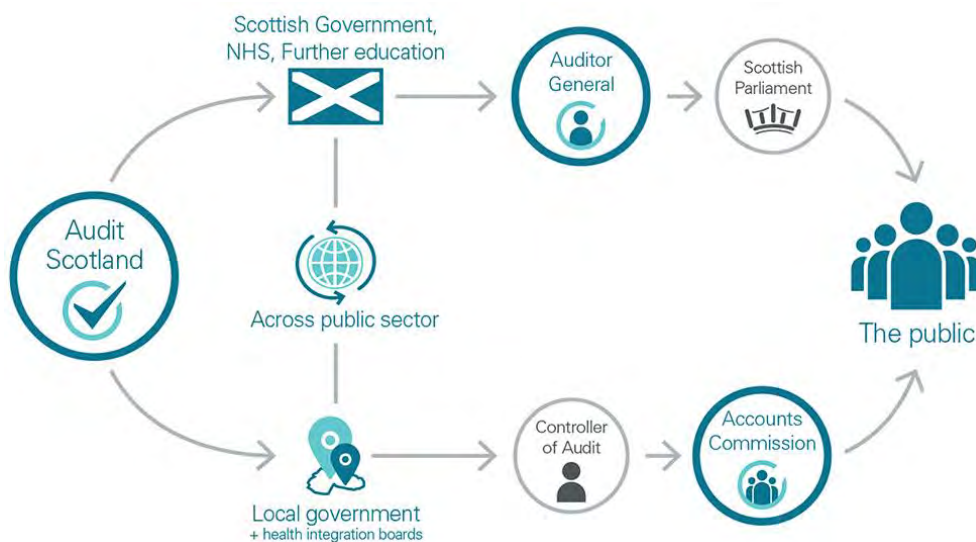 Scottish Government,
NHS, Further education
Auditor
General
Scottish
Parliament
Audit
Scotland
Across public sector
The public
Local government
+ health integration boards
Controller
of Audit
Accounts
Commission